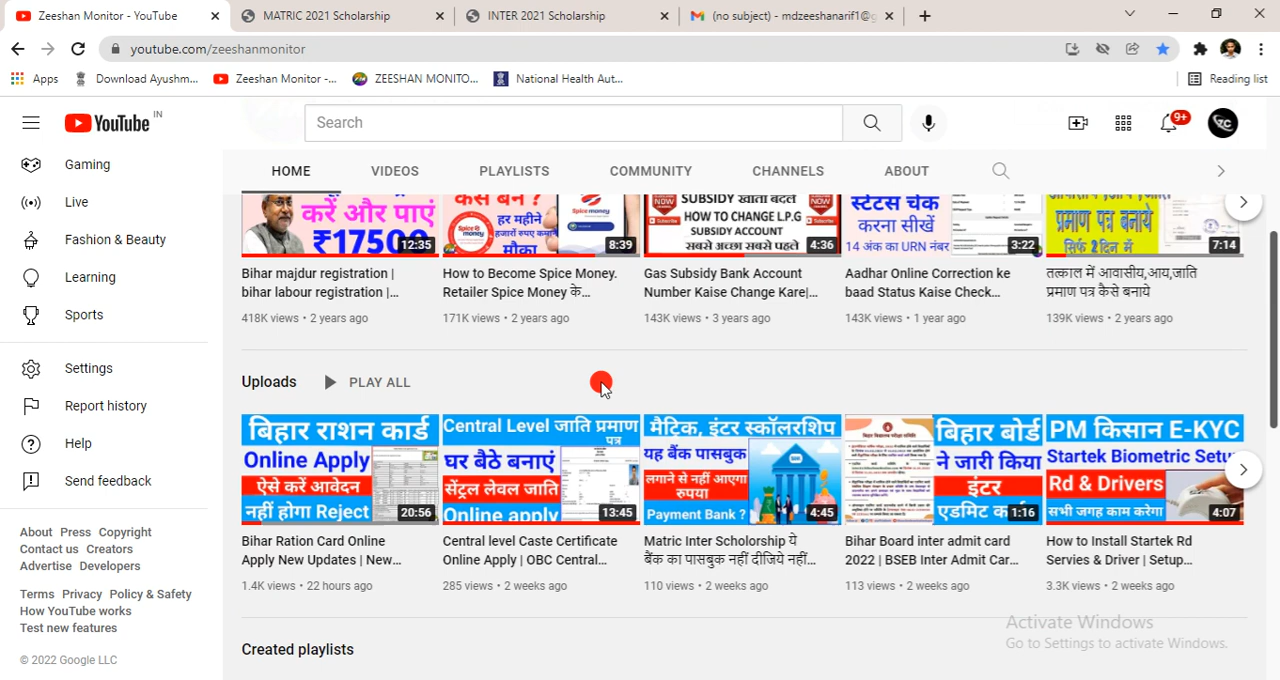 Zeeshan Monitor - YouTube
MATRIC 2021 Scholarship
INTER 2021 Scholarship
(no subject) - mdzeeshanarif1@g
youtube.com/zeeshanmonitor
Apps
Download Ayushm...
Zeeshan Monitor -...
ZEESHAN MONITO...
National Health Aut...
Reading list
YouTube IN
Search
9+
ZC
Gaming
Live
Fashion & Beauty
Learning
Sports
Settings
Report history
Help
Send feedback
About Press Copyright
Contact us Creators
Advertise Developers
Terms Privacy Policy & Safety
How YouTube works
Test new features
© 2022 Google LLC
HOME
VIDEOS
PLAYLISTS
COMMUNITY
CHANNELS
ABOUT
करें और पाएं
₹17500
12:35
Bihar majdur registration |
bihar labour registration |...
418K views • 2 years ago
कैसे बने ?
हर महीने
हजारों रुपए कमाने
मौका
spice money
8:39
How to Become Spice Money.
Retailer Spice Money के...
171K views • 2 years ago
NOW
SUBSIDY खाता बदले
NOW
HOW TO CHANGE L.P.G
SUBSIDY ACCOUNT
सबसे अच्छा सबसे पहले
4:36
Gas Subsidy Bank Account
Number Kaise Change Kare|...
143K views • 3 years ago
स्टेटस चेक
करना सीखें
14 अंक का URN नंबर
3:22
Aadhar Online Correction ke
baad Status Kaise Check...
143K views • 1 year ago
प्रमाण पत्र बनाये
सिर्फ 2 दिन में
7:14
तत्काल में आवासीय,आय,जाति
प्रमाण पत्र कैसे बनाये
139K views • 2 years ago
Uploads
PLAY ALL
बिहार राशन कार्ड
Online Apply
ऐसे करें आवेदन
नहीं होगा Reject
20:56
Bihar Ration Card Online
Apply New Updates | New...
1.4K views • 22 hours ago
Central Level जाति प्रमाण
पत्र
घर बैठे बनाएं
सेंट्रल लेवल जाति
Online apply
13:45
Central level Caste Certificate
Online Apply | OBC Central...
285 views • 2 weeks ago
मैटिक, इंटर स्कॉलरशिप
यह बैंक पासबुक
लगाने से नहीं आएगा
रुपया
Payment Bank ?
4:45
Matric Inter Scholorship ये
बैंक का पासबुक नहीं दीजिये नहीं...
110 views • 2 weeks ago
बिहार बोर्ड
ने जारी किया
इंटर
एडमिट का
1:16
Bihar Board inter admit card
2022 | BSEB Inter Admit Car...
113 views • 2 weeks ago
PM किसान E-KYC
Startek Biometric Setu
Rd & Drivers
सभी जगह काम करेगा
4:07
How to Install Startek Rd
Servies & Driver | Setup...
3.3K views • 2 weeks ago
Created playlists
Activate Windows
Go to Settings to activate Windows.